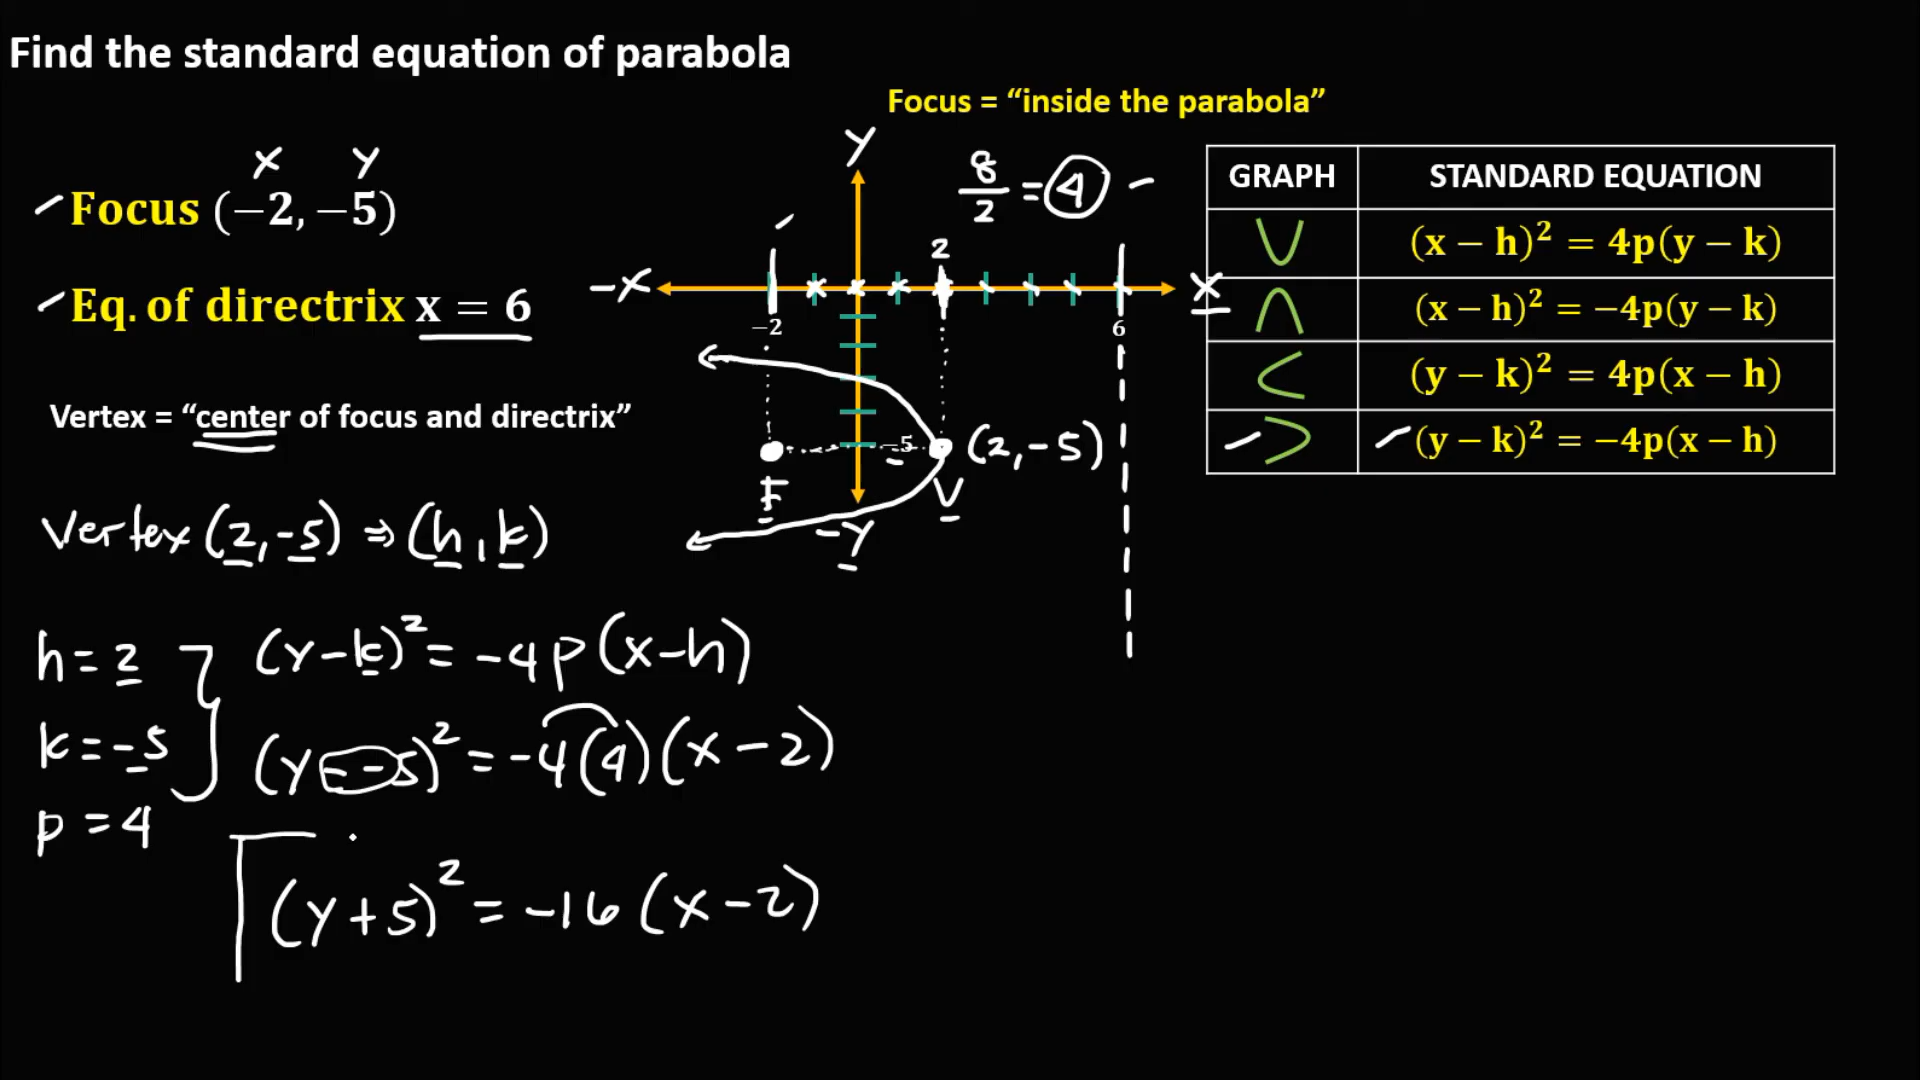 Find the standard equation of parabola
Focus = “inside the parabola”
x y
Focus (−2, −5)
Eq. of directrix x = 6
Vertex = “center of focus and directrix”
Vertex (2, -5) ⇒ (h, k)
h = 2
k = -5
p = 4
(y-k)² = -4p(x-h)
(y--5)² = -4(4)(x-2)
(y+5)² = -16(x-2)
y
8/2 = 4
2
-x
x
−2
6
−5
(2, -5)
F
V
-y
GRAPH STANDARD EQUATION
(x − h)² = 4p(y − k)
(x − h)² = −4p(y − k)
(y − k)² = 4p(x − h)
(y − k)² = −4p(x − h)